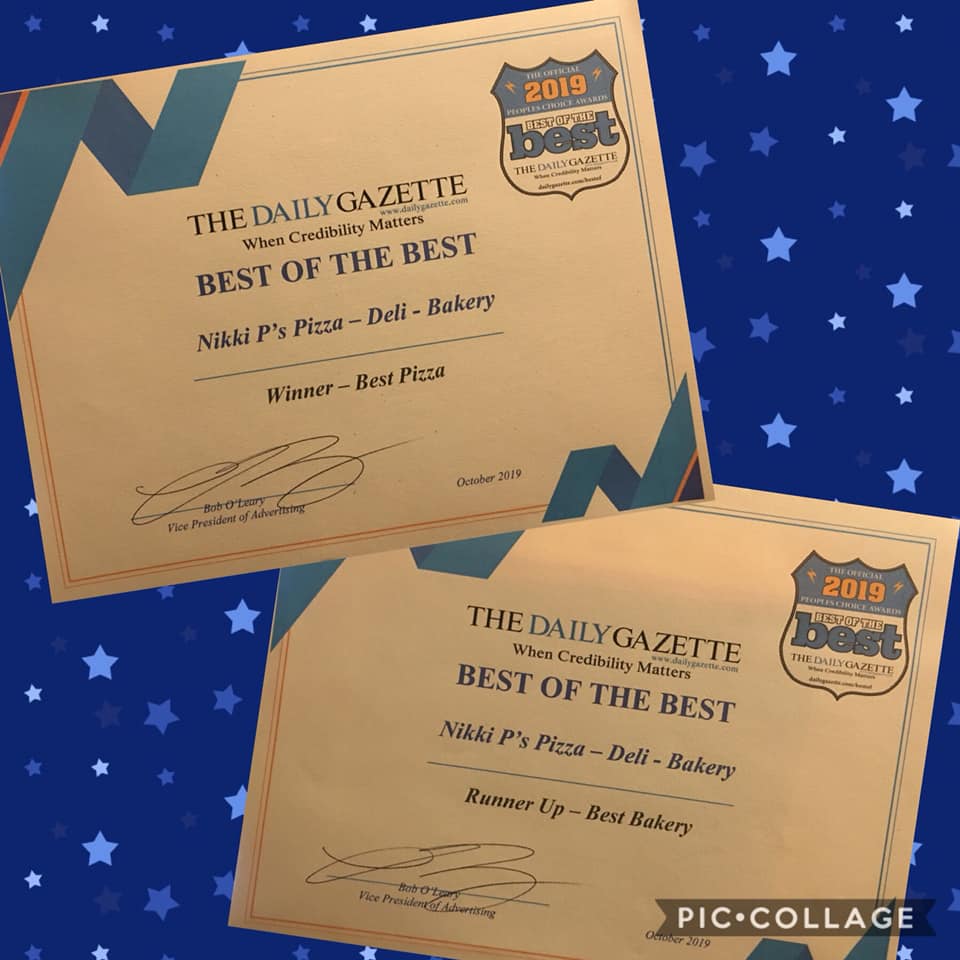 THE OFFICIAL
2019
PEOPLES CHOICE AWARDS
BEST OF THE
best
THE DAILY GAZETTE
When Credibility Matters
dailygazette.com/bestof
THE DAILY GAZETTE
www.dailygazette.com
When Credibility Matters
BEST OF THE BEST
Nikki P's Pizza – Deli - Bakery
Winner – Best Pizza
October 2019
Bob O'Leary
Vice President of Advertising
THE OFFICIAL
2019
PEOPLES CHOICE AWARDS
BEST OF THE
best
THE DAILY GAZETTE
When Credibility Matters
dailygazette.com/bestof
THE DAILY GAZETTE
www.dailygazette.com
When Credibility Matters
BEST OF THE BEST
Nikki P's Pizza – Deli - Bakery
Runner Up – Best Bakery
Bob O'Leary
Vice President of Advertising
October 2019
PIC•COLLAGE